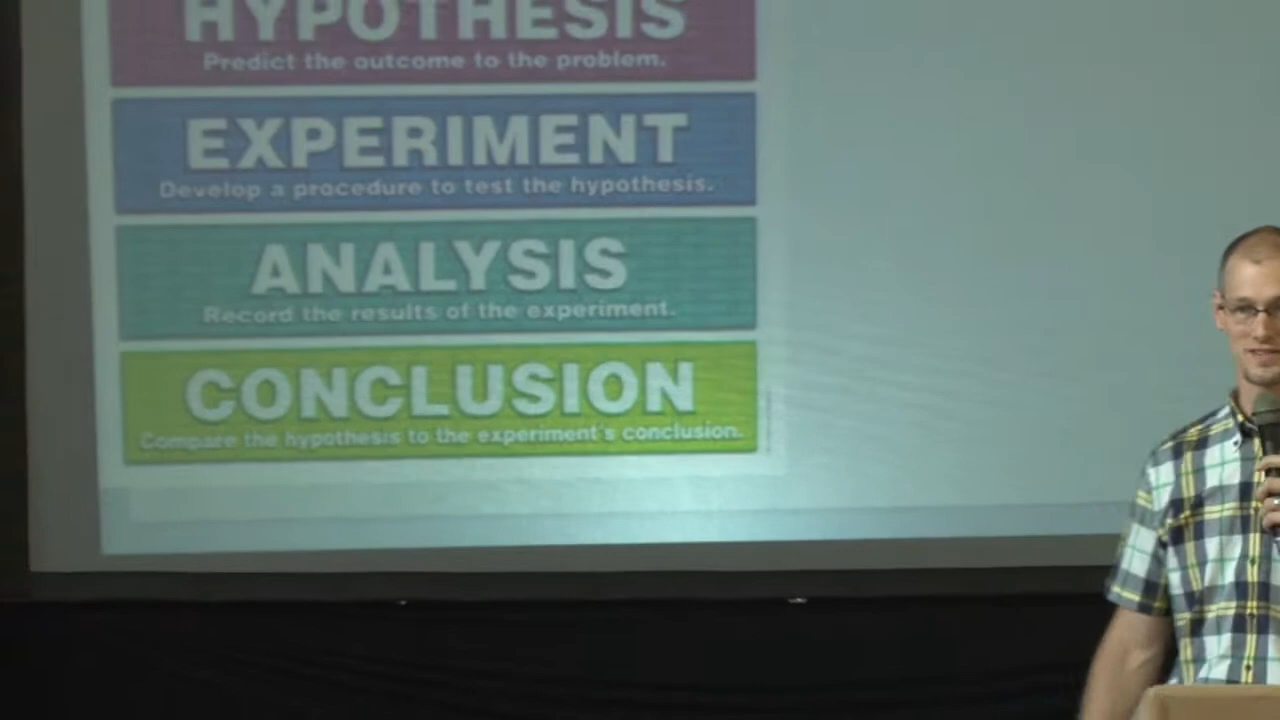 HYPOTHESIS
Predict the outcome to the problem.
EXPERIMENT
Develop a procedure to test the hypothesis.
ANALYSIS
Record the results of the experiment.
CONCLUSION
Compare the hypothesis to the experiment's conclusion.